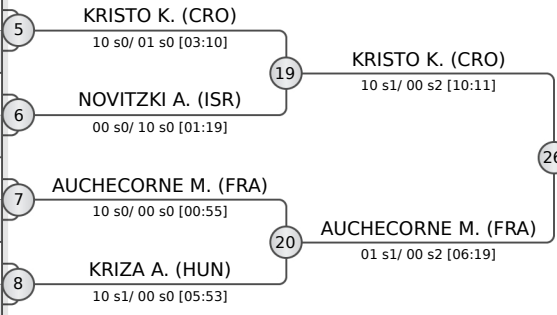 KRISTO K. (CRO)
5
10 s0/ 01 s0 [03:10]
19
KRISTO K. (CRO)
10 s1/ 00 s2 [10:11]
NOVITZKI A. (ISR)
6
00 s0/ 10 s0 [01:19]
26
AUCHECORNE M. (FRA)
7
10 s0/ 00 s0 [00:55]
20
AUCHECORNE M. (FRA)
01 s1/ 00 s2 [06:19]
KRIZA A. (HUN)
8
10 s1/ 00 s0 [05:53]